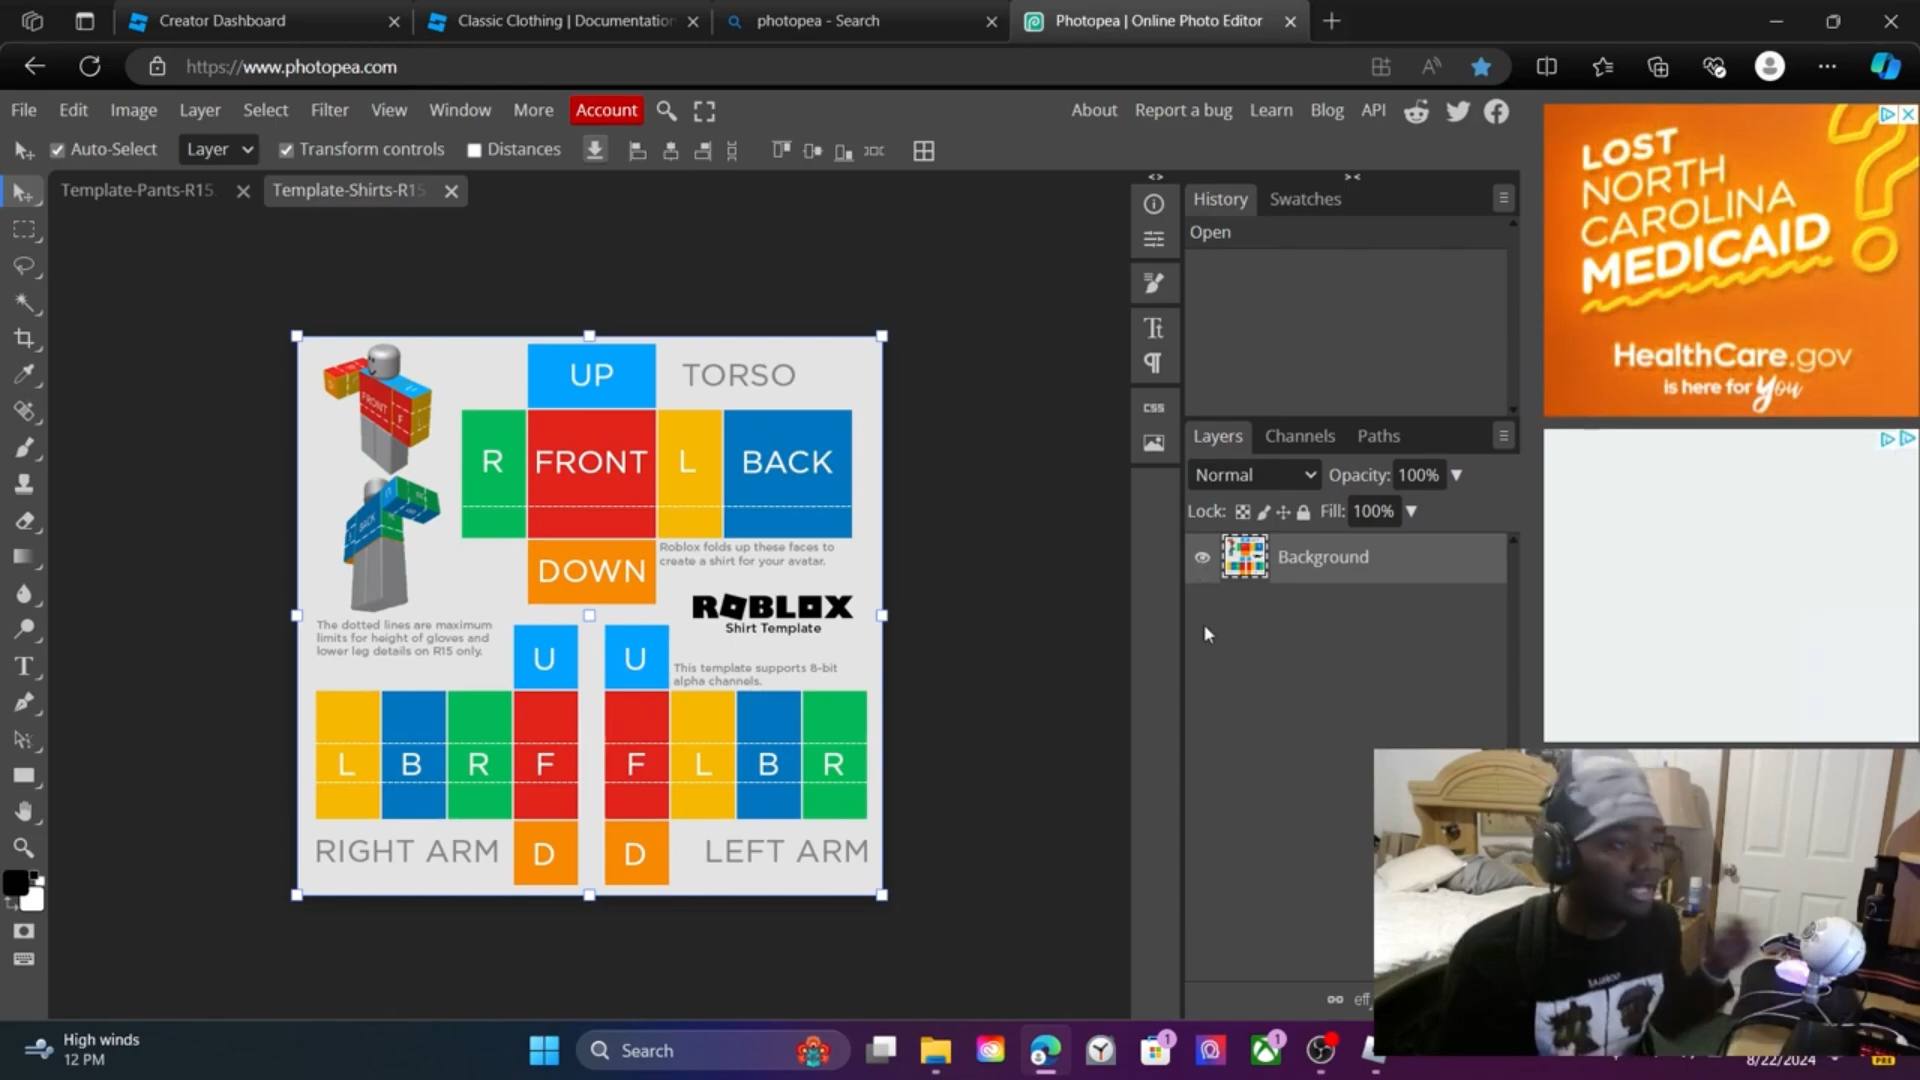 Creator Dashboard
Classic Clothing | Documentation
photopea - Search
Photopea | Online Photo Editor
https://www.photopea.com
File Edit Image Layer Select Filter View Window More Account
About Report a bug Learn Blog API
Auto-Select Layer Transform controls Distances
Template-Pants-R15.
Template-Shirts-R15
History Swatches
Open
Layers Channels Paths
Normal Opacity: 100%
Lock: Fill: 100%
Background
eff
CSS
UP TORSO
R FRONT L BACK
DOWN
Roblox folds up these faces to
create a shirt for your avatar.
ROBLOX
Shirt Template
The dotted lines are maximum
limits for height of gloves and
lower leg details on R15 only.
U U
This template supports 8-bit
alpha channels.
L B R F F L B R
RIGHT ARM D D LEFT ARM
FRONT
BACK
LOST
NORTH
CAROLINA
MEDICAID
?
HealthCare.gov
is here for you
High winds
12 PM
Search
8/22/2024
PRE